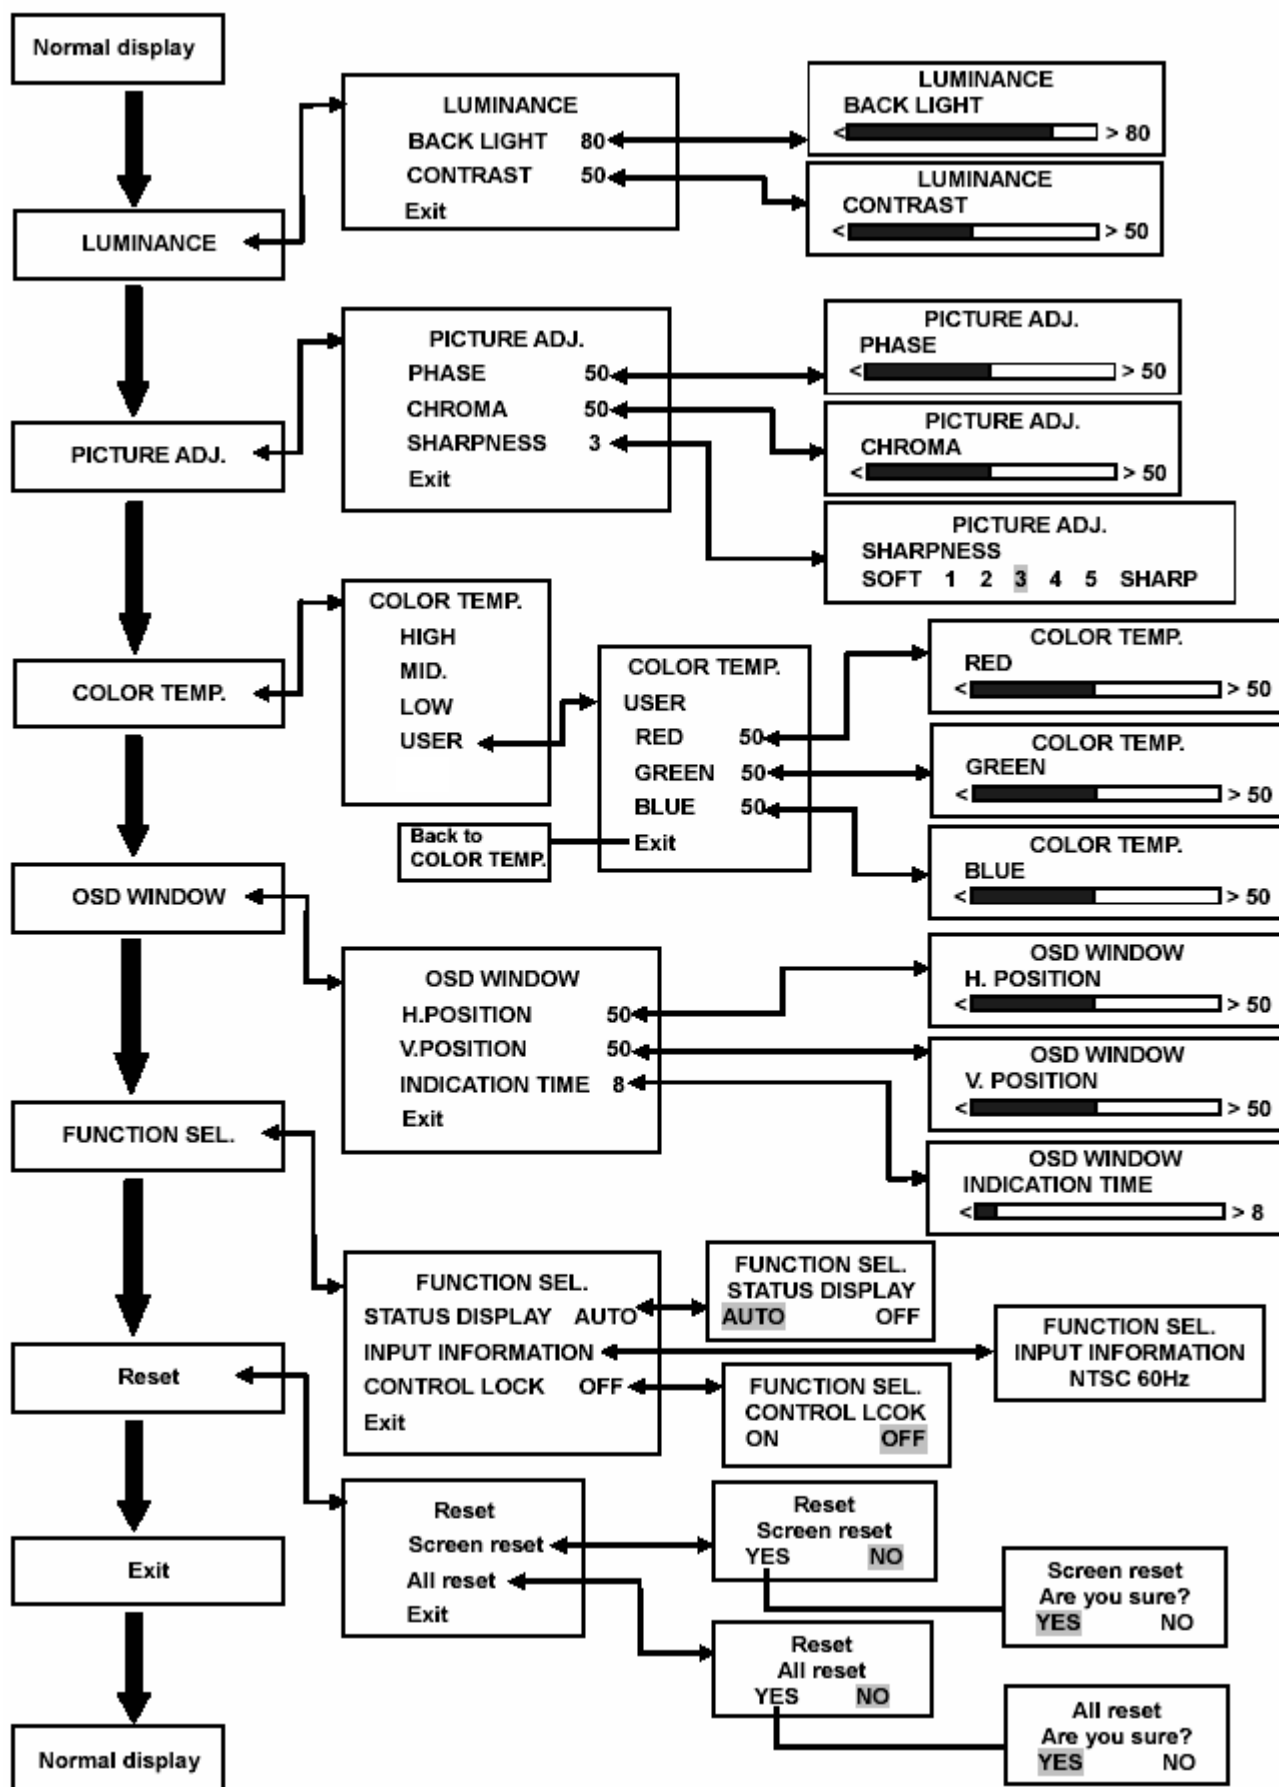 Normal display
LUMINANCE
BACK LIGHT 80
CONTRAST 50
Exit
LUMINANCE
BACK LIGHT
< > 80
LUMINANCE
CONTRAST
< > 50
LUMINANCE
PICTURE ADJ.
PHASE 50
CHROMA 50
SHARPNESS 3
Exit
PICTURE ADJ.
PHASE
< > 50
PICTURE ADJ.
CHROMA
< > 50
PICTURE ADJ.
SHARPNESS
SOFT 1 2 3 4 5 SHARP
PICTURE ADJ.
COLOR TEMP.
HIGH
MID.
LOW
USER
COLOR TEMP.
USER
RED 50
GREEN 50
BLUE 50
Exit
Back to
COLOR TEMP.
COLOR TEMP.
RED
< > 50
COLOR TEMP.
GREEN
< > 50
COLOR TEMP.
BLUE
< > 50
COLOR TEMP.
OSD WINDOW
OSD WINDOW
H.POSITION 50
V.POSITION 50
INDICATION TIME 8
Exit
OSD WINDOW
H. POSITION
< > 50
OSD WINDOW
V. POSITION
< > 50
OSD WINDOW
INDICATION TIME
< > 8
FUNCTION SEL.
FUNCTION SEL.
STATUS DISPLAY AUTO
INPUT INFORMATION
CONTROL LOCK OFF
Exit
FUNCTION SEL.
STATUS DISPLAY
AUTO OFF
FUNCTION SEL.
INPUT INFORMATION
NTSC 60Hz
FUNCTION SEL.
CONTROL LCOK
ON OFF
Reset
Reset
Screen reset
All reset
Exit
Reset
Screen reset
YES NO
Screen reset
Are you sure?
YES NO
Reset
All reset
YES NO
All reset
Are you sure?
YES NO
Exit
Normal display